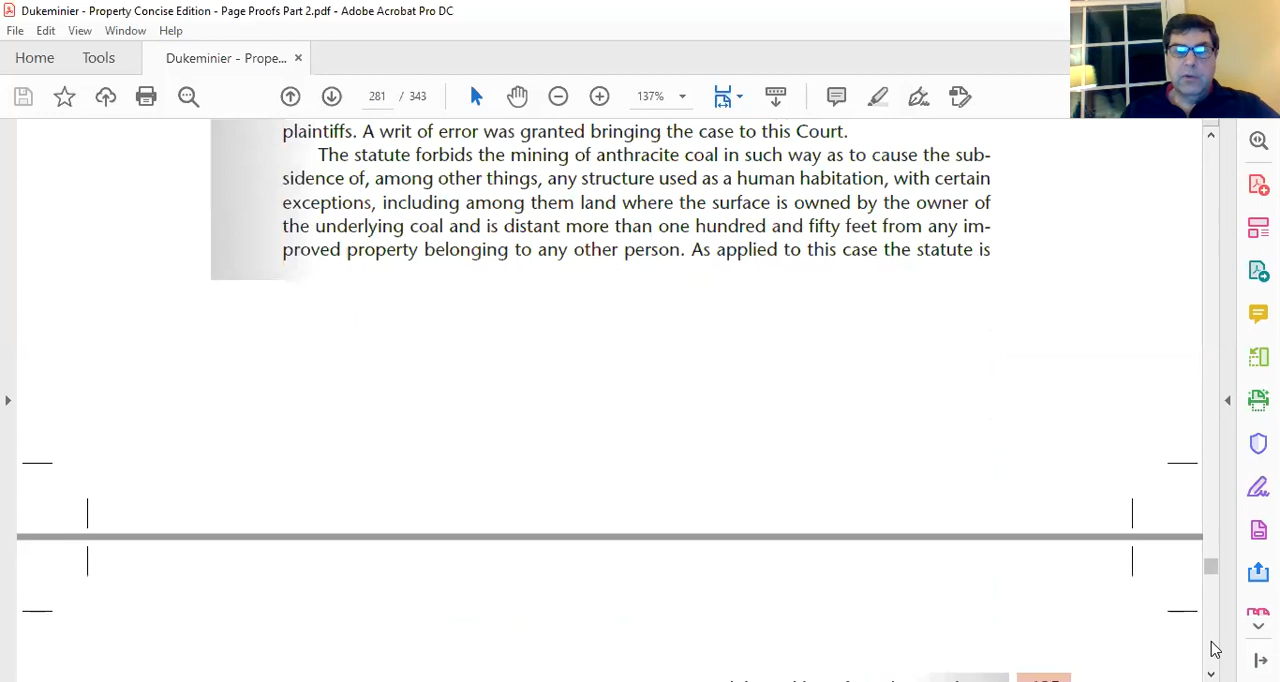 Dukeminier - Property Concise Edition - Page Proofs Part 2.pdf - Adobe Acrobat Pro DC
File Edit View Window Help
Home Tools Dukeminier - Prope... ×
281 / 343 137%
plaintiffs. A writ of error was granted bringing the case to this Court.
The statute forbids the mining of anthracite coal in such way as to cause the sub-
sidence of, among other things, any structure used as a human habitation, with certain
exceptions, including among them land where the surface is owned by the owner of
the underlying coal and is distant more than one hundred and fifty feet from any im-
proved property belonging to any other person. As applied to this case the statute is